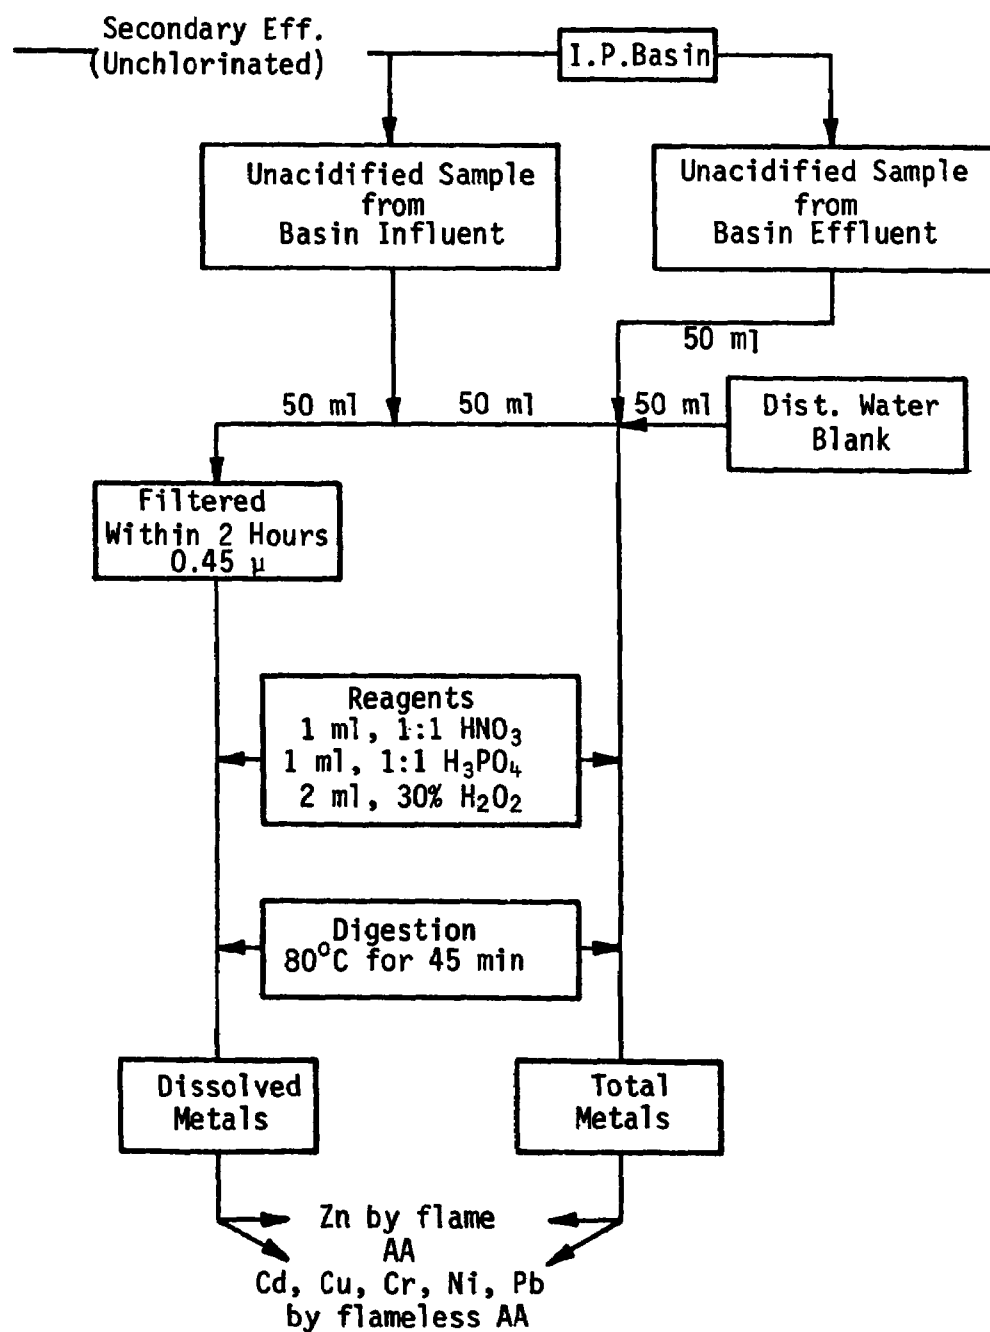 Secondary Eff.
(Unchlorinated)
I.P.Basin
Unacidified Sample
from
Basin Influent
Unacidified Sample
from
Basin Effluent
50 ml
50 ml
50 ml
50 ml
Dist. Water
Blank
Filtered
Within 2 Hours
0.45 μ
Reagents
1 ml, 1:1 HNO₃
1 ml, 1:1 H₃PO₄
2 ml, 30% H₂O₂
Digestion
80°C for 45 min
Dissolved
Metals
Total
Metals
Zn by flame
AA
Cd, Cu, Cr, Ni, Pb
by flameless AA